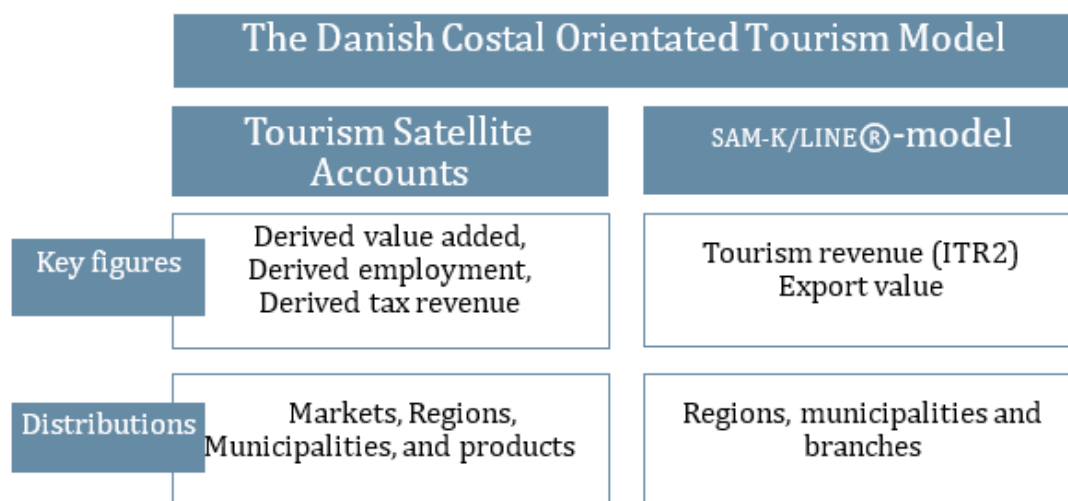 The Danish Costal Orientated Tourism Model
Tourism Satellite
Accounts
SAM-K/LINE®-model
Key figures
Derived value added,
Derived employment,
Derived tax revenue
Tourism revenue (ITR2)
Export value
Distributions
Markets, Regions,
Municipalities, and products
Regions, municipalities and
branches